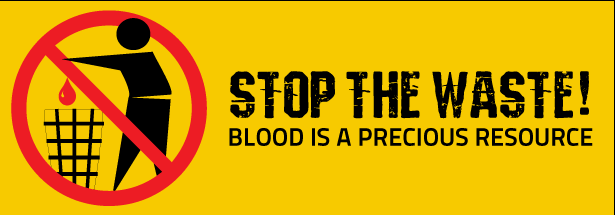 STOP THE WASTE!
BLOOD IS A PRECIOUS RESOURCE